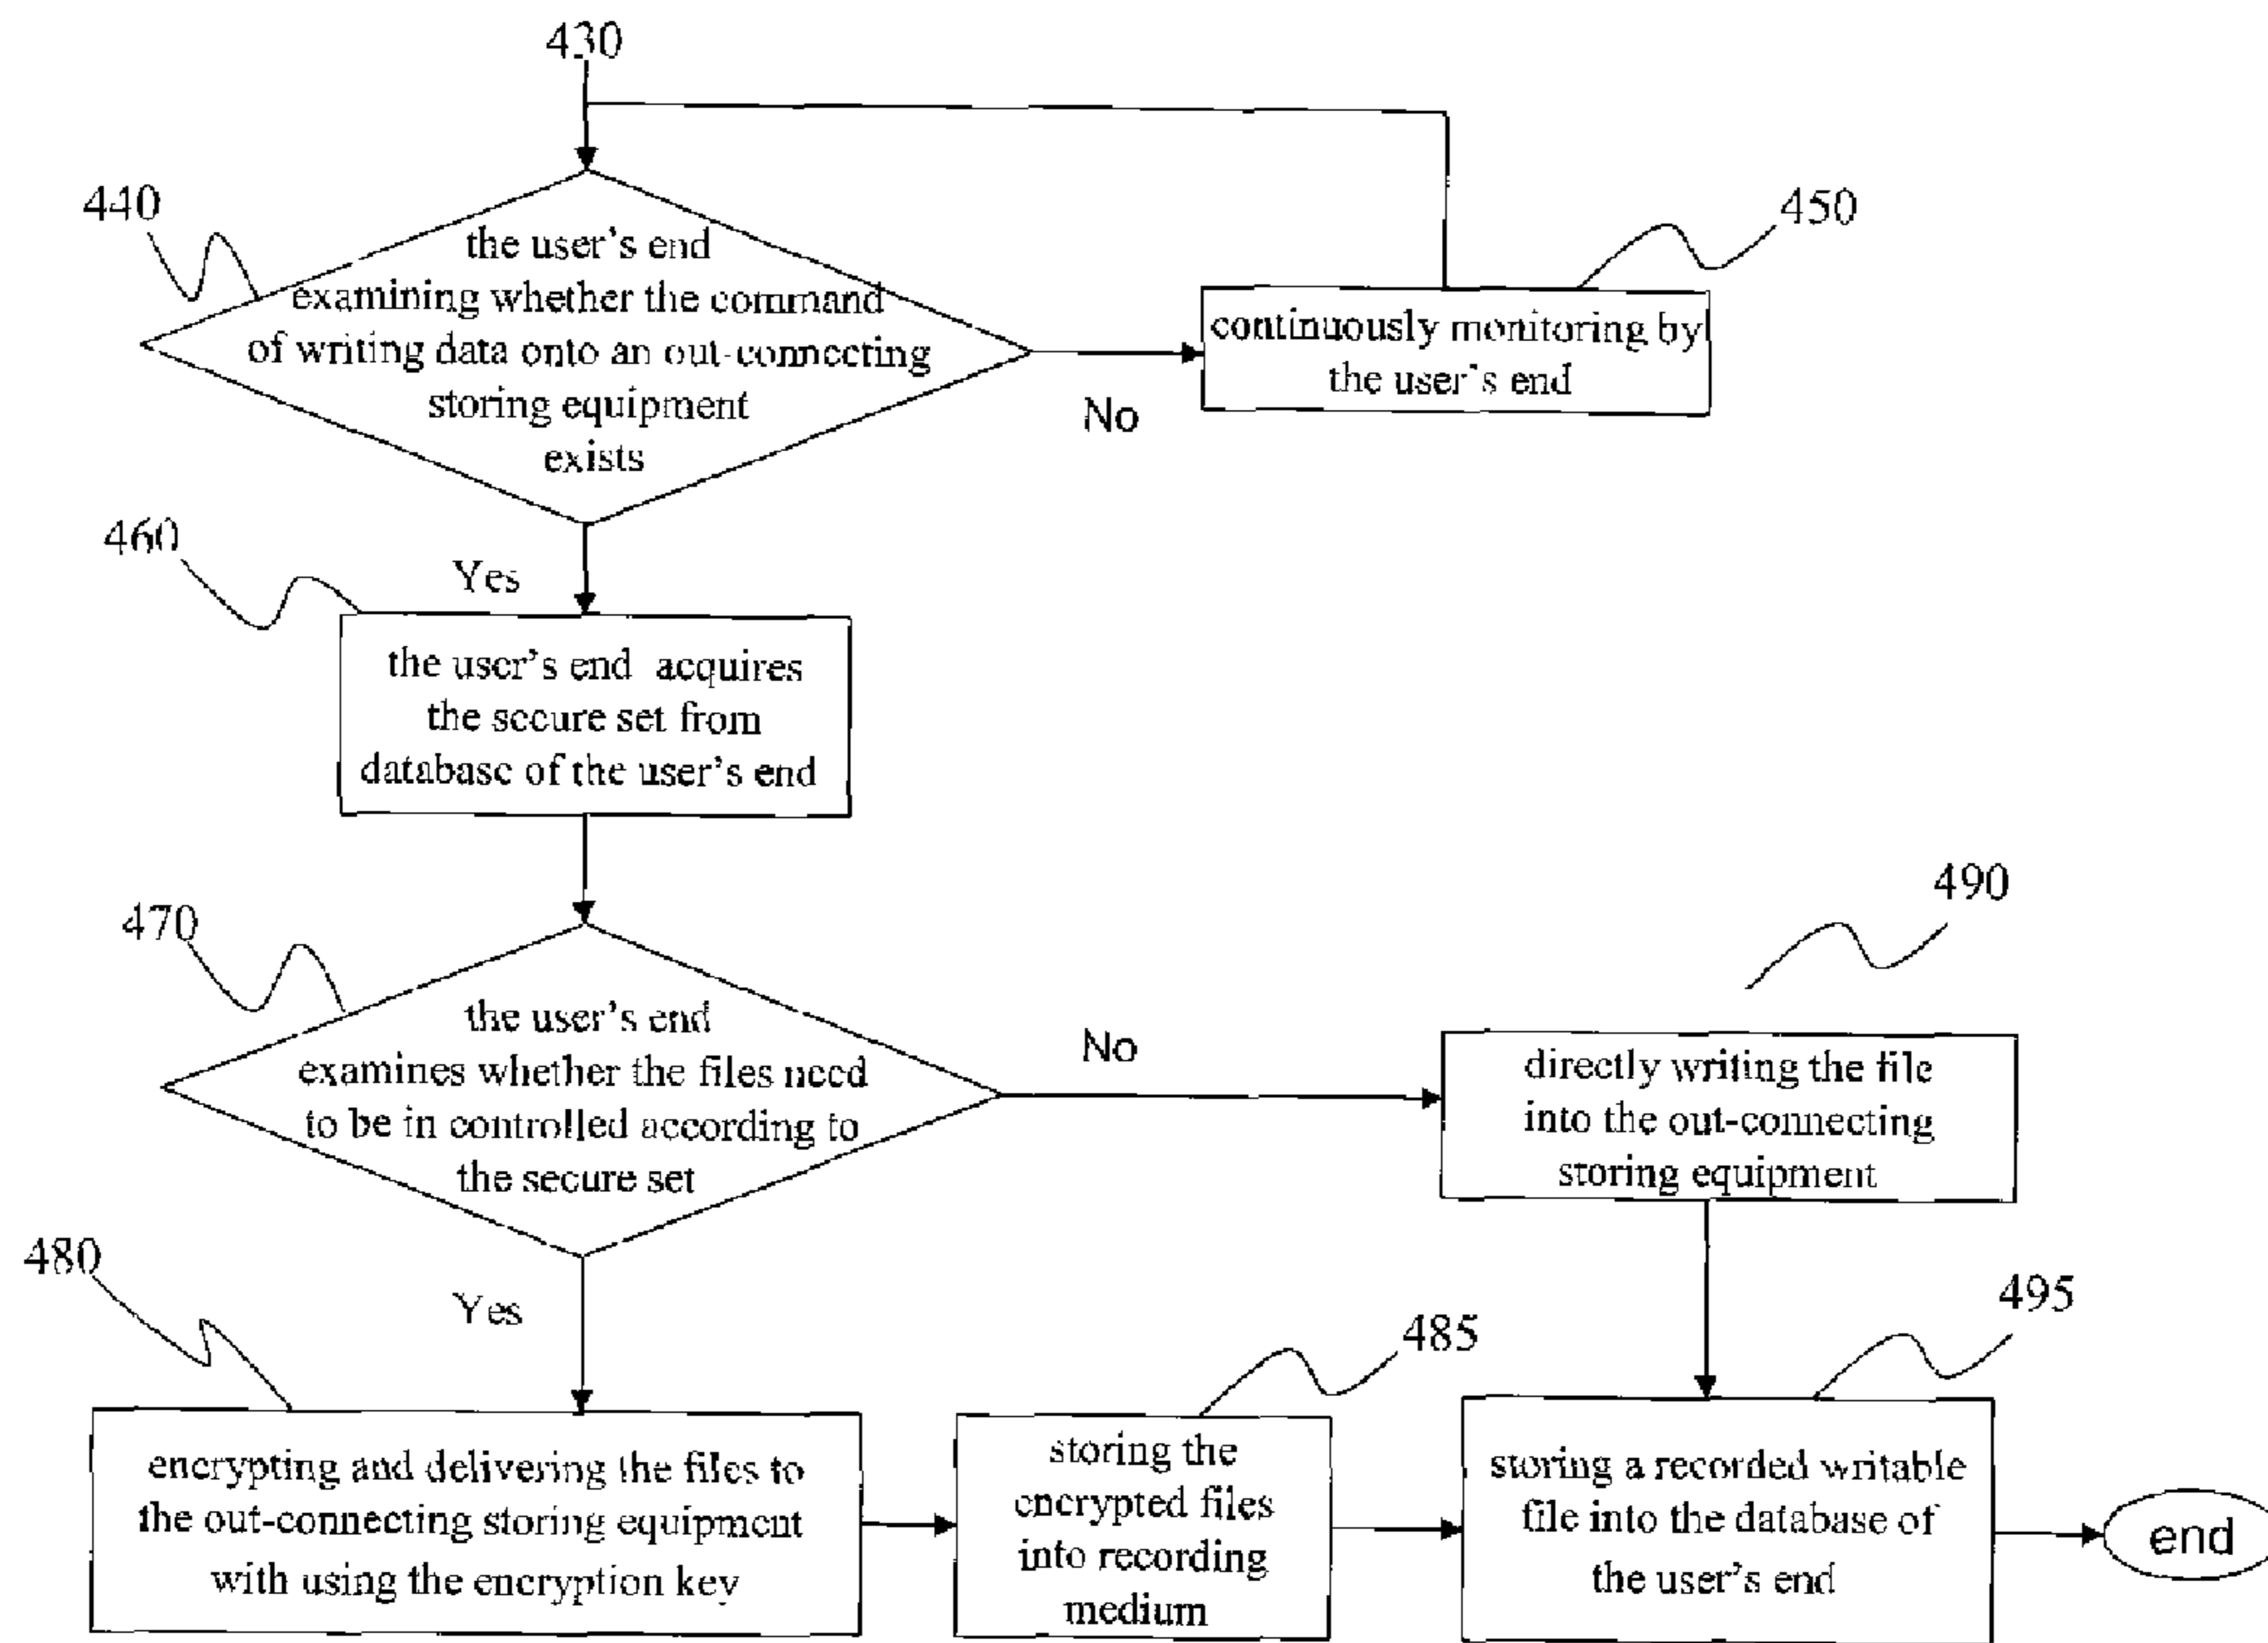 430
440
the user's end
examining whether the command
of writing data onto an out-connecting
storing equipment
exists
No
450
continuously monitoring by
the user's end
460
Yes
the user's end acquires
the secure set from
database of the user's end
470
the user's end
examines whether the files need
to be in controlled according to
the secure set
No
490
directly writing the file
into the out-connecting
storing equipment
480
Yes
encrypting and delivering the files to
the out-connecting storing equipment
with using the encryption key
485
storing the
encrypted files
into recording
medium
495
storing a recorded writable
file into the database of
the user's end
end